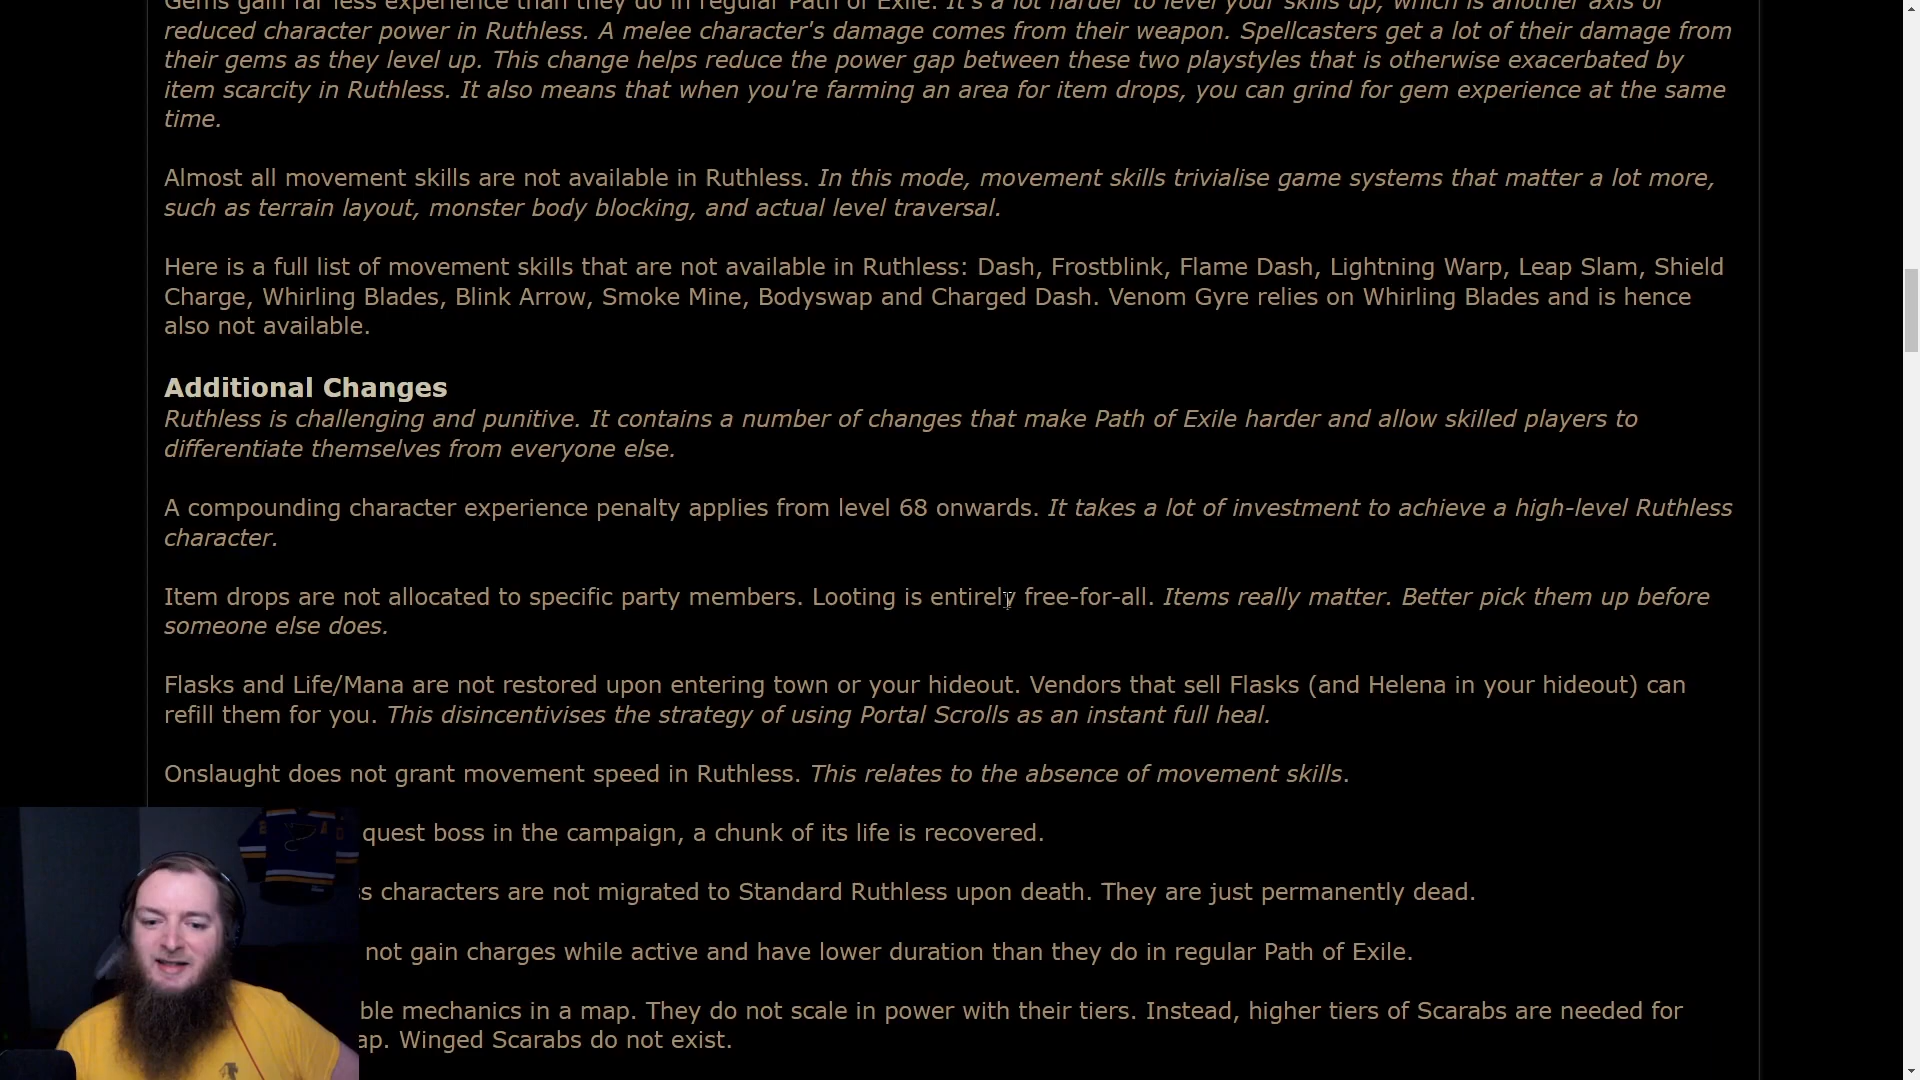 Gems gain far less experience than they do in regular Path of Exile. It's a lot harder to level your skills up, which is another axis of
reduced character power in Ruthless. A melee character's damage comes from their weapon. Spellcasters get a lot of their damage from
their gems as they level up. This change helps reduce the power gap between these two playstyles that is otherwise exacerbated by
item scarcity in Ruthless. It also means that when you're farming an area for item drops, you can grind for gem experience at the same
time.
Almost all movement skills are not available in Ruthless. In this mode, movement skills trivialise game systems that matter a lot more,
such as terrain layout, monster body blocking, and actual level traversal.
Here is a full list of movement skills that are not available in Ruthless: Dash, Frostblink, Flame Dash, Lightning Warp, Leap Slam, Shield
Charge, Whirling Blades, Blink Arrow, Smoke Mine, Bodyswap and Charged Dash. Venom Gyre relies on Whirling Blades and is hence
also not available.
Additional Changes
Ruthless is challenging and punitive. It contains a number of changes that make Path of Exile harder and allow skilled players to
differentiate themselves from everyone else.
A compounding character experience penalty applies from level 68 onwards. It takes a lot of investment to achieve a high-level Ruthless
character.
Item drops are not allocated to specific party members. Looting is entirely free-for-all. Items really matter. Better pick them up before
someone else does.
Flasks and Life/Mana are not restored upon entering town or your hideout. Vendors that sell Flasks (and Helena in your hideout) can
refill them for you. This disincentivises the strategy of using Portal Scrolls as an instant full heal.
Onslaught does not grant movement speed in Ruthless. This relates to the absence of movement skills.
quest boss in the campaign, a chunk of its life is recovered.
characters are not migrated to Standard Ruthless upon death. They are just permanently dead.
not gain charges while active and have lower duration than they do in regular Path of Exile.
mechanics in a map. They do not scale in power with their tiers. Instead, higher tiers of Scarabs are needed for
Winged Scarabs do not exist.